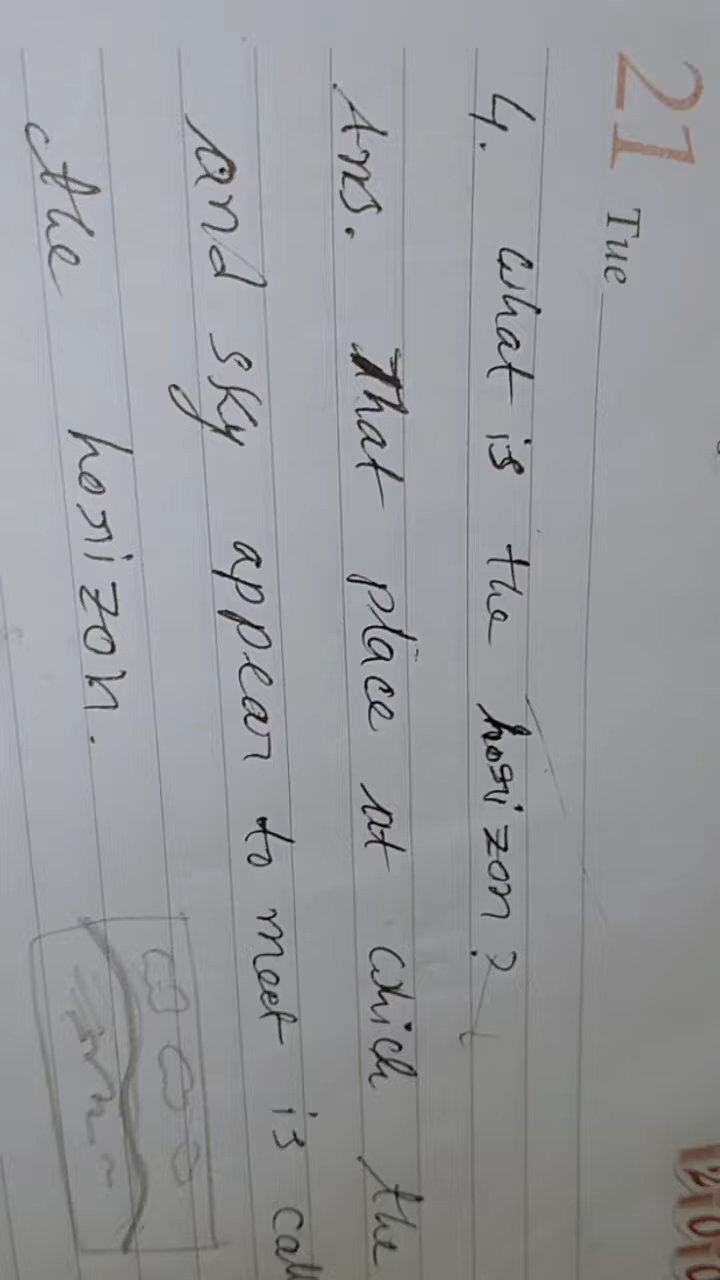 21 Tue
4. what is the horizon?
Ans. That place at which the
and sky appear to meet is call
the horizon.